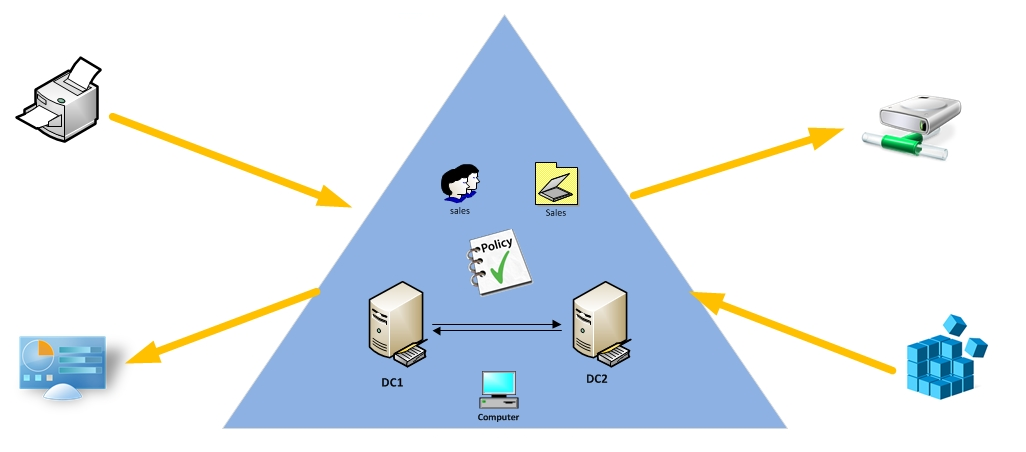 sales
Sales
Policy
DC1
DC2
Computer